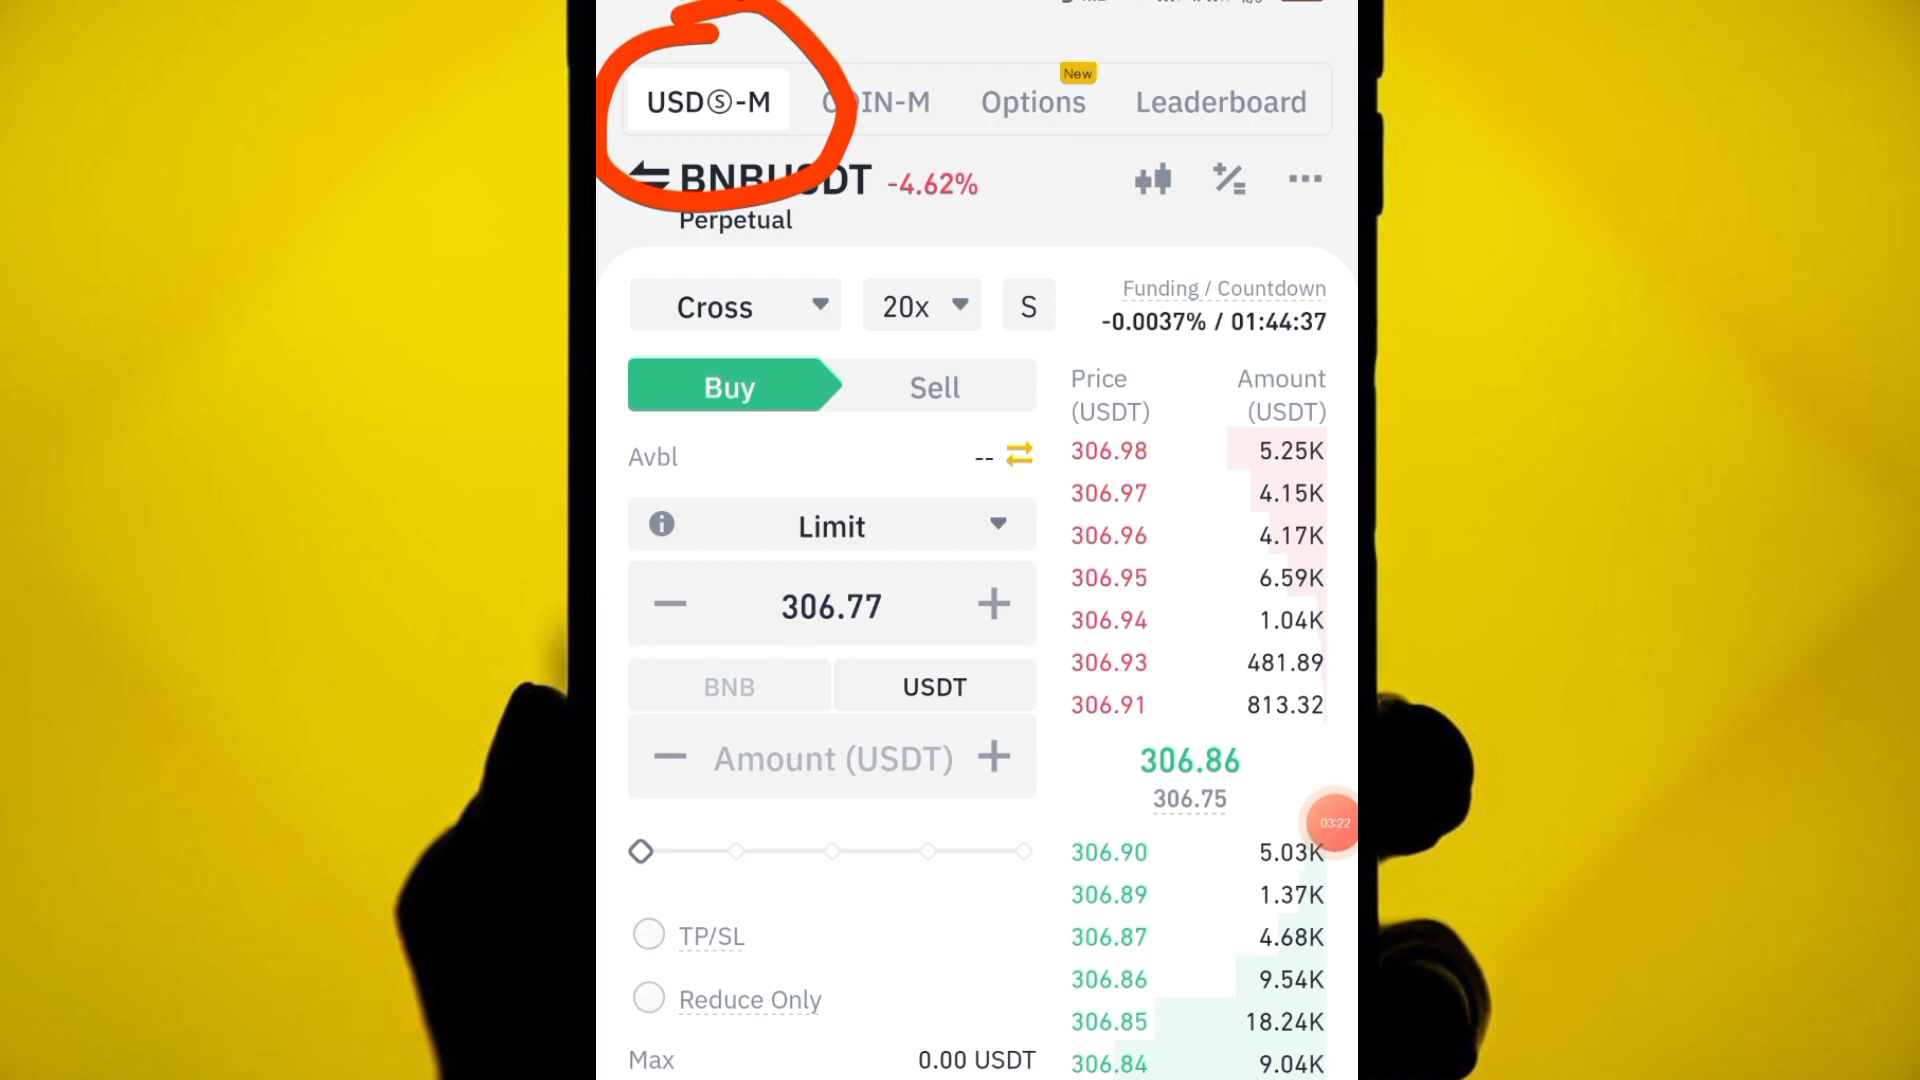 USDⓈ-M
COIN-M
Options
New
Leaderboard
BNBUSDT -4.62%
Perpetual
Cross
20x
S
Funding / Countdown
-0.0037% / 01:44:37
Buy
Sell
Avbl
--
Limit
306.77
BNB
USDT
Amount (USDT)
TP/SL
Reduce Only
Max 0.00 USDT
Price (USDT)
Amount (USDT)
306.98 5.25K
306.97 4.15K
306.96 4.17K
306.95 6.59K
306.94 1.04K
306.93 481.89
306.91 813.32
306.86
306.75
03:22
306.90 5.03K
306.89 1.37K
306.87 4.68K
306.86 9.54K
306.85 18.24K
306.84 9.04K